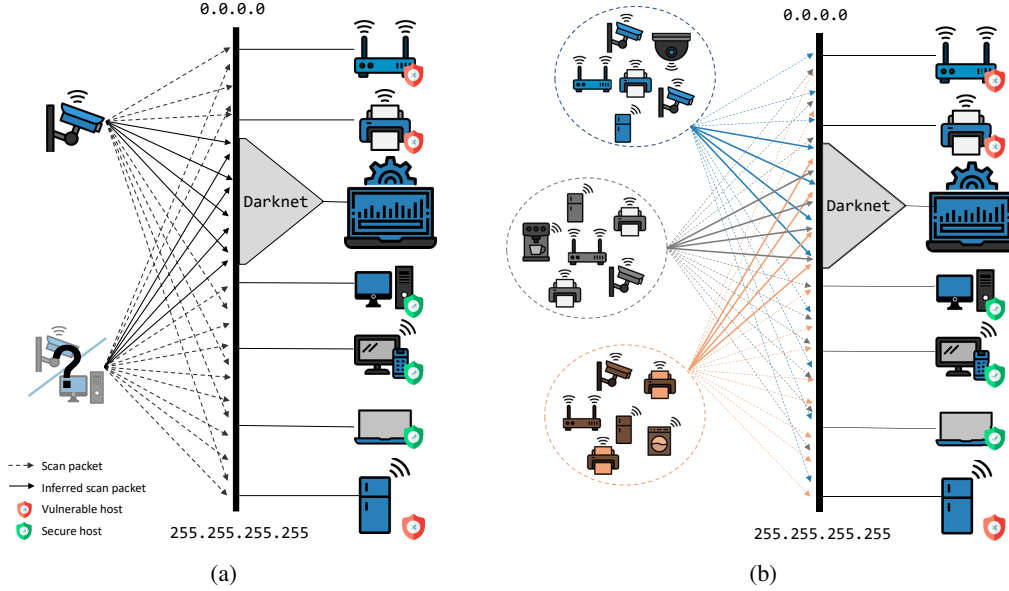 0.0.0.0
Darknet
?
Scan packet
Inferred scan packet
Vulnerable host
Secure host
255.255.255.255
(a)
0.0.0.0
Darknet
255.255.255.255
(b)